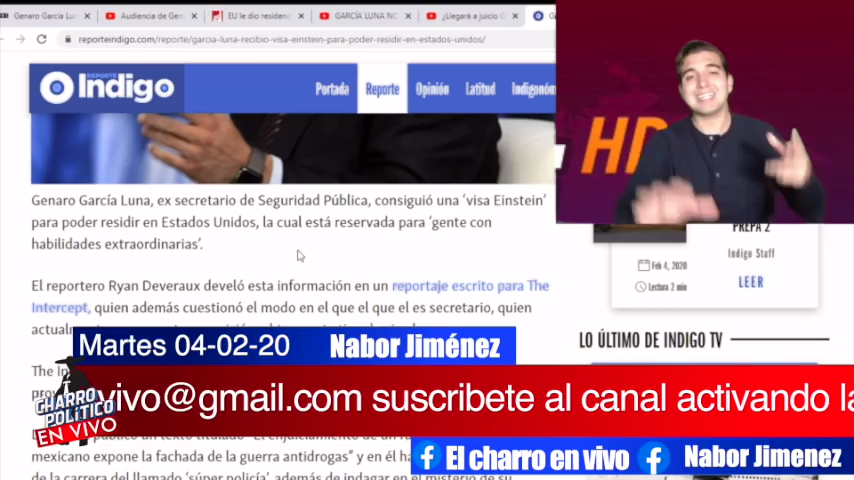 Genaro García Lun
Audiencia de Gen
EU le dio residenc
GARCÍA LUNA NO
¿Llegará a juicio G
reporteindigo.com/reporte/garcia-luna-recibio-visa-einstein-para-poder-residir-en-estados-unidos/
REPORTE
Indigo
Portada
Reporte
Opinión
Latitud
Indigonom
HD
Genaro García Luna, ex secretario de Seguridad Pública, consiguió una ‘visa Einstein’
para poder residir en Estados Unidos, la cual está reservada para ‘gente con
habilidades extraordinarias’.
El reportero Ryan Deveraux develó esta información en un reportaje escrito para The
Intercept, quien además cuestionó el modo en el que el que el es secretario, quien
PREPA 2
Indigo Staff
Feb 4, 2020
Lectura 2 min
LEER
LO ÚLTIMO DE INDIGO TV
Martes 04-02-20
Nabor Jiménez
vivo@gmail.com suscribete al canal activando la
EL CHARRO
POLÍTICO
EN VIVO
mexicano expone la fachada de la guerra antidrogas” y en él ha
de la carrera del llamado ‘súper policía’, además de indagar en el misterio de su
El charro en vivo
Nabor Jimenez